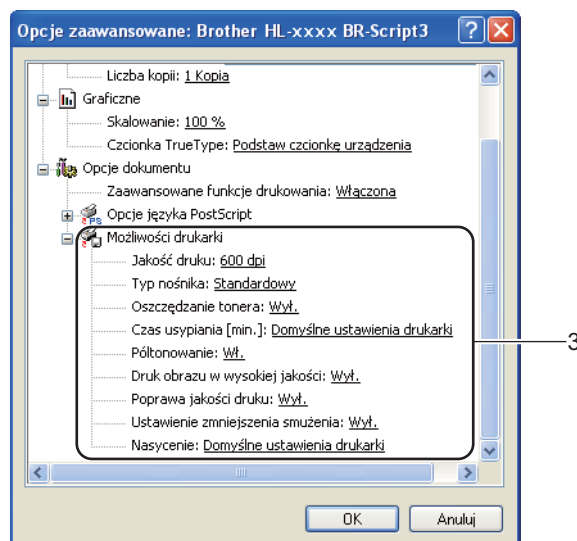 Opcje zaawansowane: Brother HL-xxxx BR-Script3
Liczba kopii: 1 Kopia
Graficzne
Skalowanie: 100 %
Czcionka TrueType: Podstaw czcionkę urządzenia
Opcje dokumentu
Zaawansowane funkcje drukowania: Włączona
PS Opcje języka PostScript
Możliwości drukarki
Jakość druku: 600 dpi
Typ nośnika: Standardowy
Oszczędzanie tonera: Wył.
Czas usypiania [min.]: Domyślne ustawienia drukarki
3
Półtonowanie: Wł.
Druk obrazu w wysokiej jakości: Wył.
Poprawa jakości druku: Wył.
Ustawienie zmniejszenia smużenia: Wył.
Nasycenie: Domyślne ustawienia drukarki
OK Anuluj